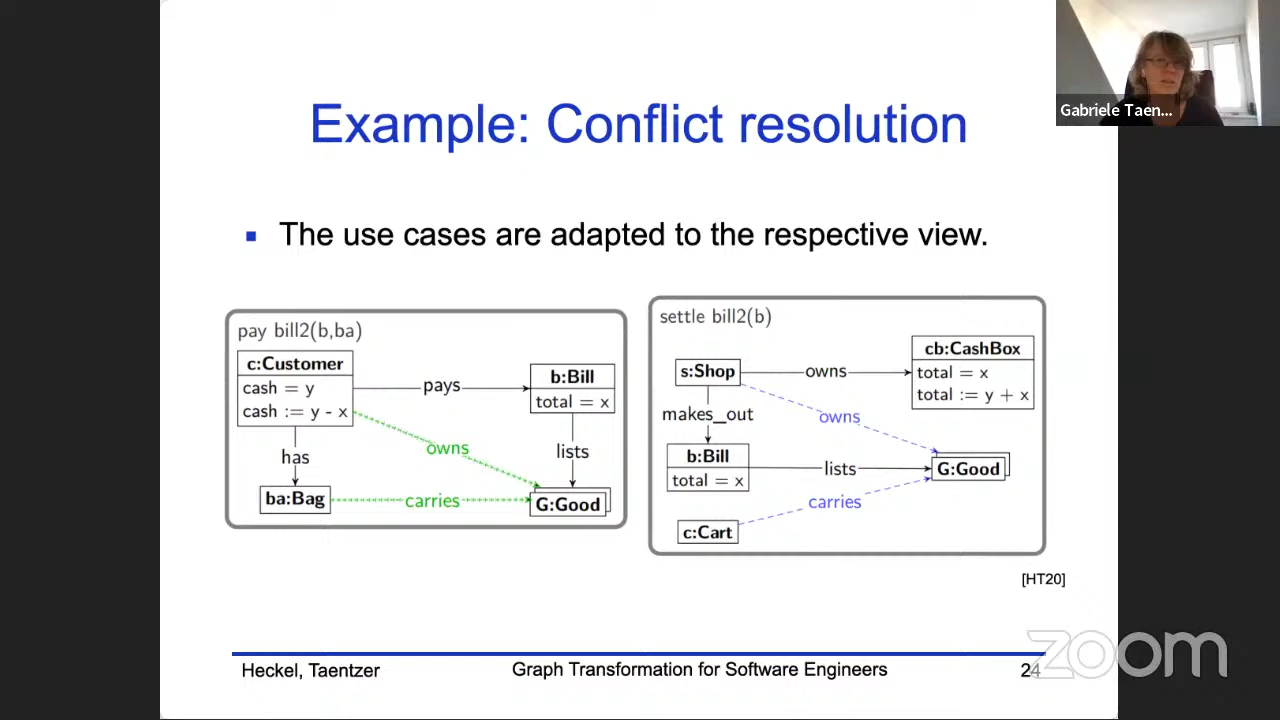 Gabriele Taen...
Example: Conflict resolution
The use cases are adapted to the respective view.
pay bill2(b,ba)
c:Customer
cash = y
cash := y - x
pays
b:Bill
total = x
owns
has
lists
ba:Bag
carries
G:Good
settle bill2(b)
s:Shop
owns
cb:CashBox
total = x
total := y + x
makes_out
owns
b:Bill
total = x
lists
G:Good
carries
c:Cart
[HT20]
Heckel, Taentzer
Graph Transformation for Software Engineers
24
zoom